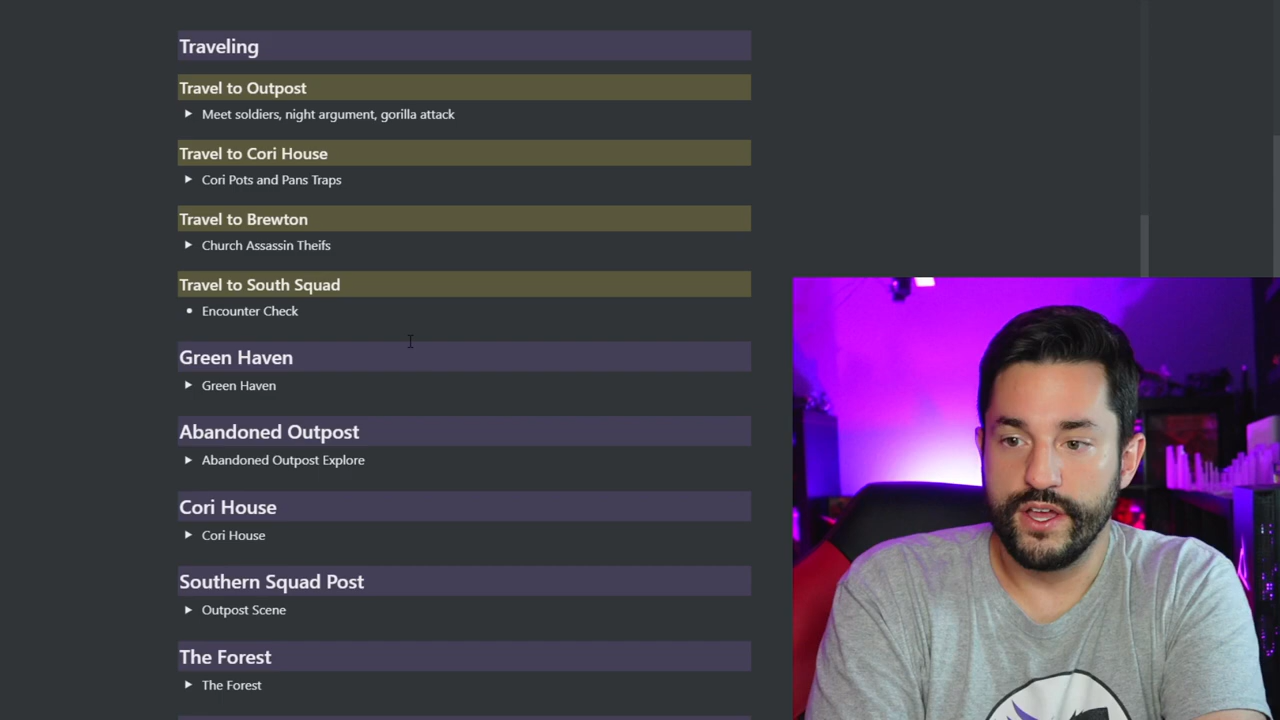 Traveling
Travel to Outpost
Meet soldiers, night argument, gorilla attack
Travel to Cori House
Cori Pots and Pans Traps
Travel to Brewton
Church Assassin Theifs
Travel to South Squad
Encounter Check
Green Haven
Green Haven
Abandoned Outpost
Abandoned Outpost Explore
Cori House
Cori House
Southern Squad Post
Outpost Scene
The Forest
The Forest